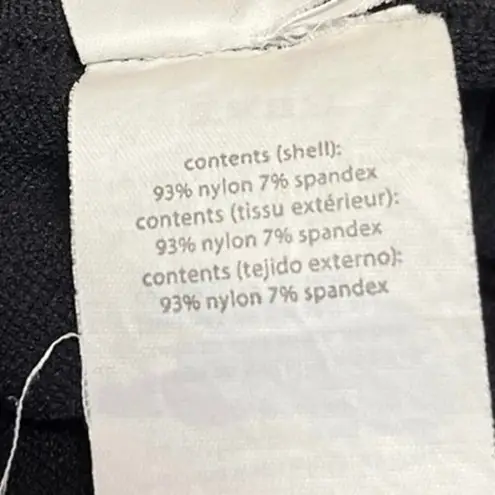 contents (shell):
93% nylon 7% spandex
contents (tissu extérieur):
93% nylon 7% spandex
contents (tejido externo):
93% nylon 7% spandex